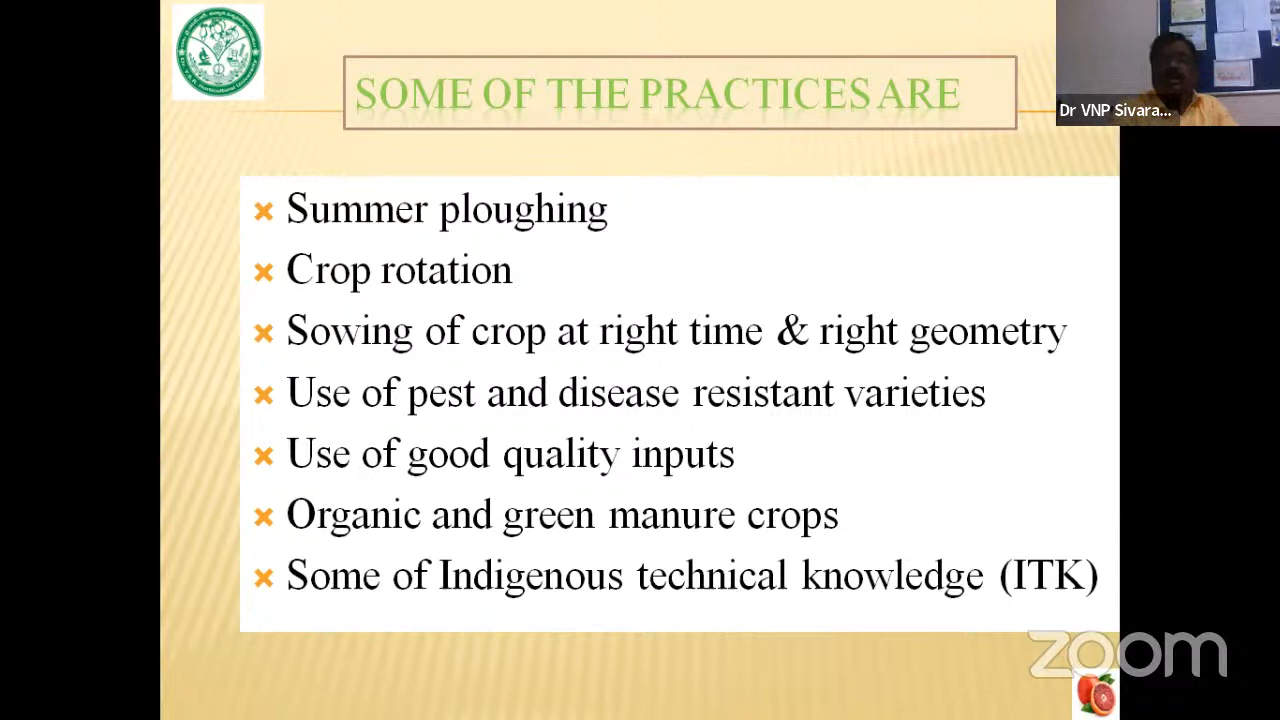 SOME OF THE PRACTICES ARE
Dr VNP Sivara...
Summer ploughing
Crop rotation
Sowing of crop at right time & right geometry
Use of pest and disease resistant varieties
Use of good quality inputs
Organic and green manure crops
Some of Indigenous technical knowledge (ITK)
zoom